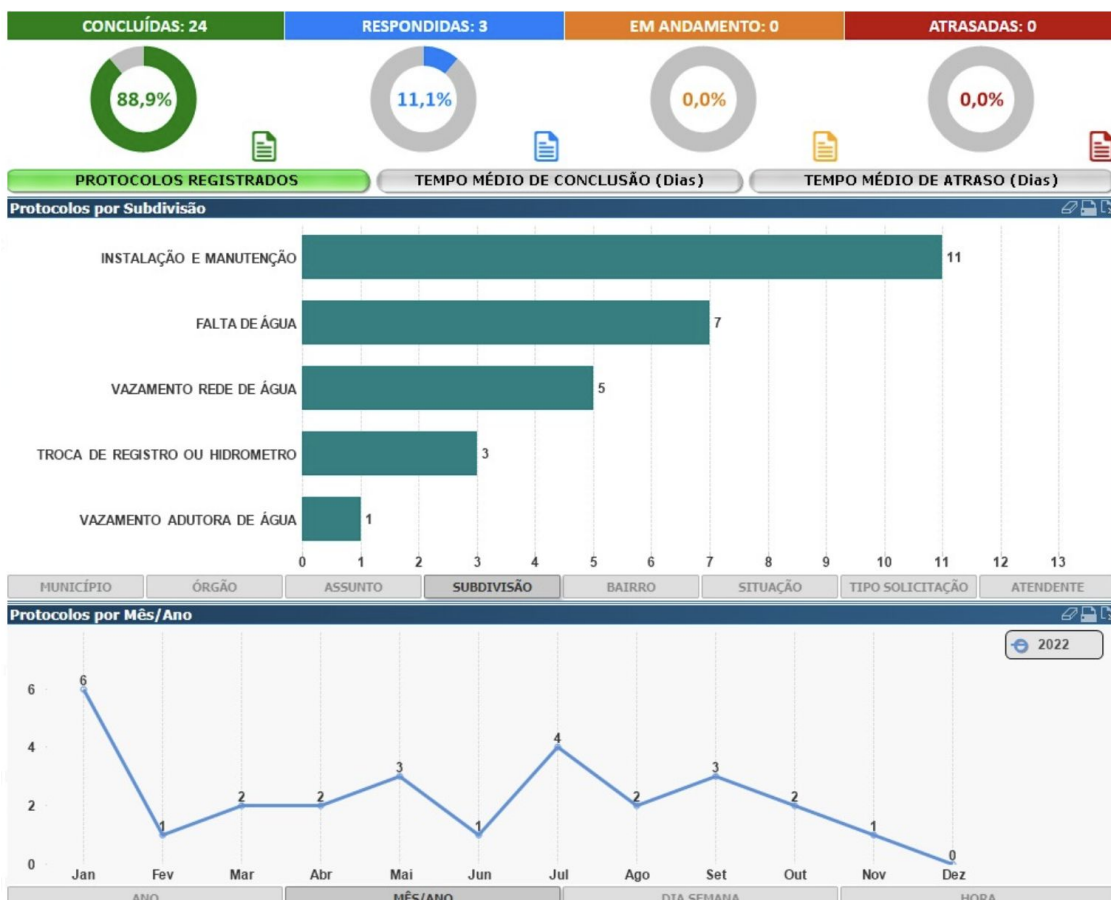 CONCLUÍDAS: 24 RESPONDIDAS: 3 EM ANDAMENTO: 0 ATRASADAS: 0
88,9% 11,1% 0,0% 0,0%
PROTOCOLOS REGISTRADOS TEMPO MÉDIO DE CONCLUSÃO (Dias) TEMPO MÉDIO DE ATRASO (Dias)
Protocolos por Subdivisão
INSTALAÇÃO E MANUTENÇÃO 11
FALTA DE ÁGUA 7
VAZAMENTO REDE DE ÁGUA 5
TROCA DE REGISTRO OU HIDROMETRO 3
VAZAMENTO ADUTORA DE ÁGUA 1
0 1 2 3 4 5 6 7 8 9 10 11 12 13
MUNICÍPIO ÓRGÃO ASSUNTO SUBDIVISÃO BAIRRO SITUAÇÃO TIPO SOLICITAÇÃO ATENDENTE
Protocolos por Mês/Ano
2022
6 6
4 4
3 3
2 2 2 2 2
1 1 1
0 0
Jan Fev Mar Abr Mai Jun Jul Ago Set Out Nov Dez
ANO MÊS/ANO DIA SEMANA HORA